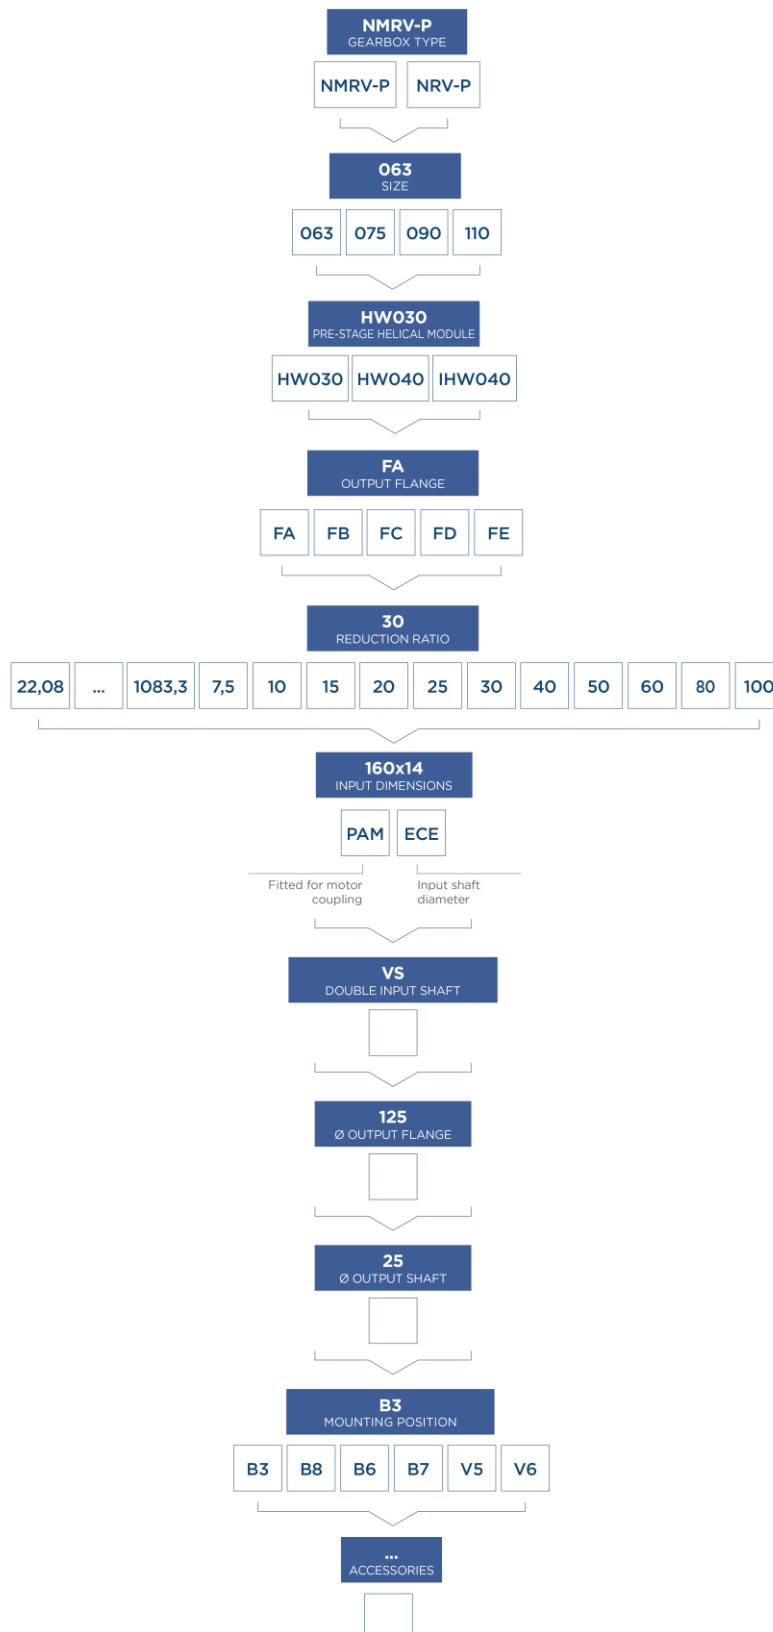 NMRV-P
GEARBOX TYPE
NMRV-P NRV-P
063
SIZE
063 075 090 110
HW030
PRE-STAGE HELICAL MODULE
HW030 HW040 IHW040
FA
OUTPUT FLANGE
FA FB FC FD FE
30
REDUCTION RATIO
22,08 ... 1083,3 7,5 10 15 20 25 30 40 50 60 80 100
160x14
INPUT DIMENSIONS
PAM ECE
Fitted for motor
coupling
Input shaft
diameter
VS
DOUBLE INPUT SHAFT
125
Ø OUTPUT FLANGE
25
Ø OUTPUT SHAFT
B3
MOUNTING POSITION
B3 B8 B6 B7 V5 V6
...
ACCESSORIES